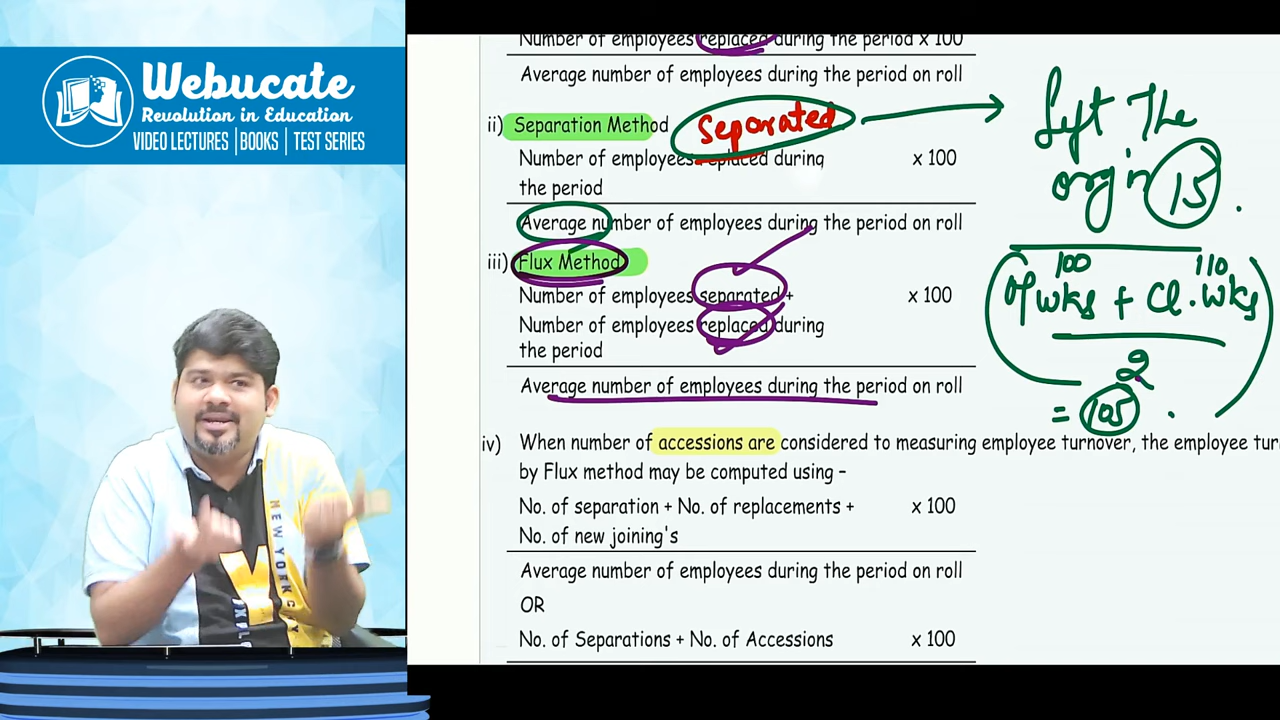 Webucate
Revolution in Education
VIDEO LECTURES | BOOKS | TEST SERIES
Number of employees replaced during the period x 100
Average number of employees during the period on roll
ii) Separation Method
Separated
Number of employees replaced during x 100
the period
Average number of employees during the period on roll
iii) Flux Method
Number of employees separated + x 100
Number of employees replaced during
the period
Average number of employees during the period on roll
iv) When number of accessions are considered to measuring employee turnover, the employee tur
by Flux method may be computed using –
No. of separation + No. of replacements + x 100
No. of new joining's
Average number of employees during the period on roll
OR
No. of Separations + No. of Accessions x 100
Left The
orgn 15.
100 110
Op wks + Cl. wks
2
= 105.
NEW YORK C